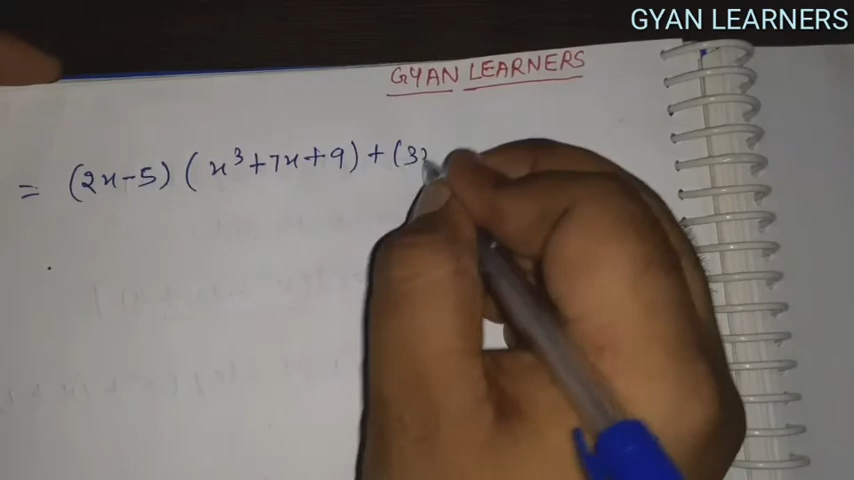 GYAN LEARNERS
GYAN LEARNERS
= (2x-5) (x³+7x+9) + (3